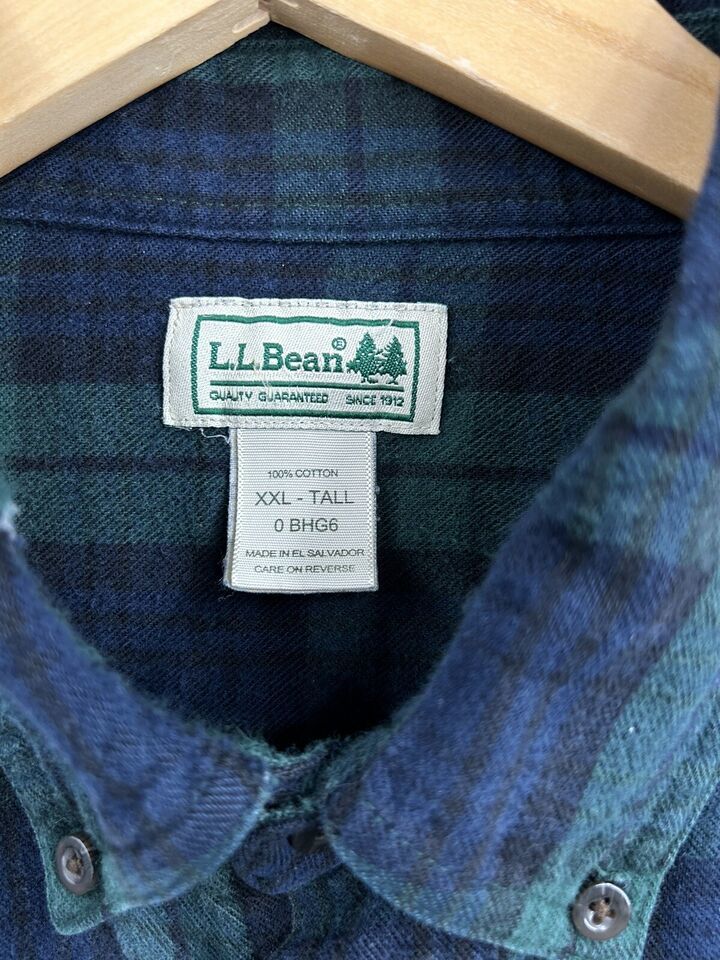 L.L.Bean®
QUALITY GUARANTEED SINCE 1912
100% COTTON
XXL - TALL
0 BHG6
MADE IN EL SALVADOR
CARE ON REVERSE